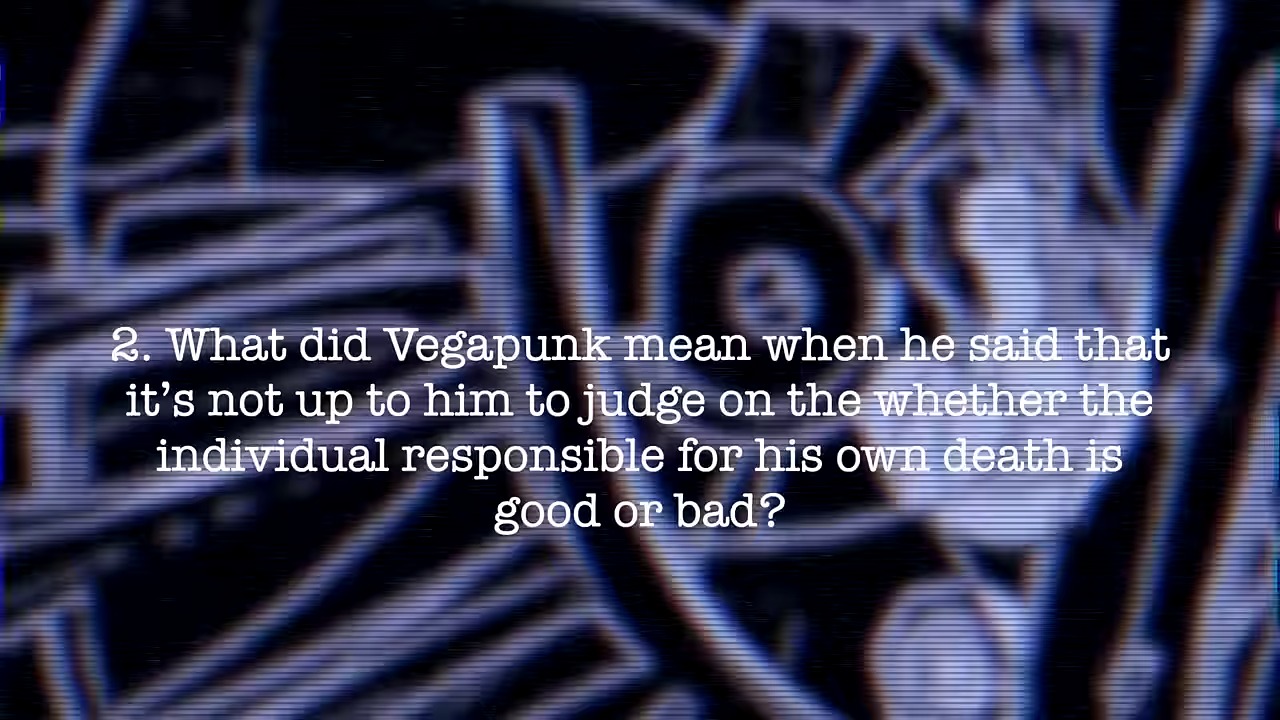 2. What did Vegapunk mean when he said that
it’s not up to him to judge on the whether the
individual responsible for his own death is
good or bad?